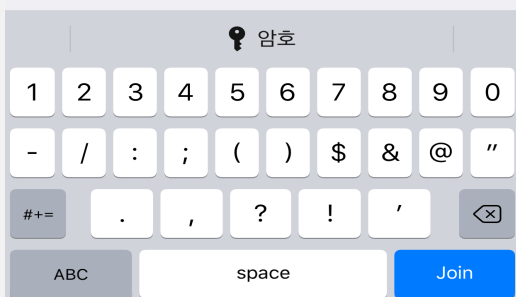 암호
1 2 3 4 5 6 7 8 9 0
- / : ; ( ) $ & @ "
#+= . , ? ! ′
ABC space Join